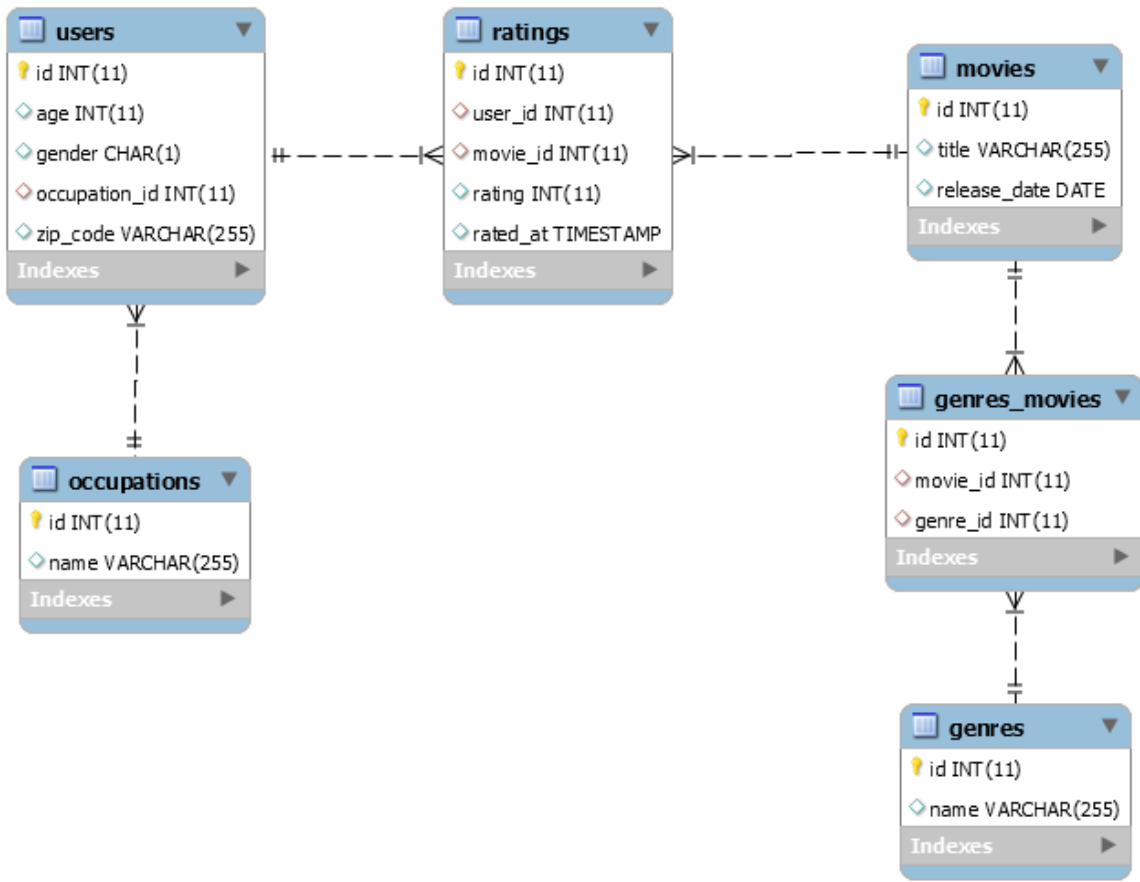 users
id INT(11)
age INT(11)
gender CHAR(1)
occupation_id INT(11)
zip_code VARCHAR(255)
Indexes
ratings
id INT(11)
user_id INT(11)
movie_id INT(11)
rating INT(11)
rated_at TIMESTAMP
Indexes
movies
id INT(11)
title VARCHAR(255)
release_date DATE
Indexes
occupations
id INT(11)
name VARCHAR(255)
Indexes
genres_movies
id INT(11)
movie_id INT(11)
genre_id INT(11)
Indexes
genres
id INT(11)
name VARCHAR(255)
Indexes